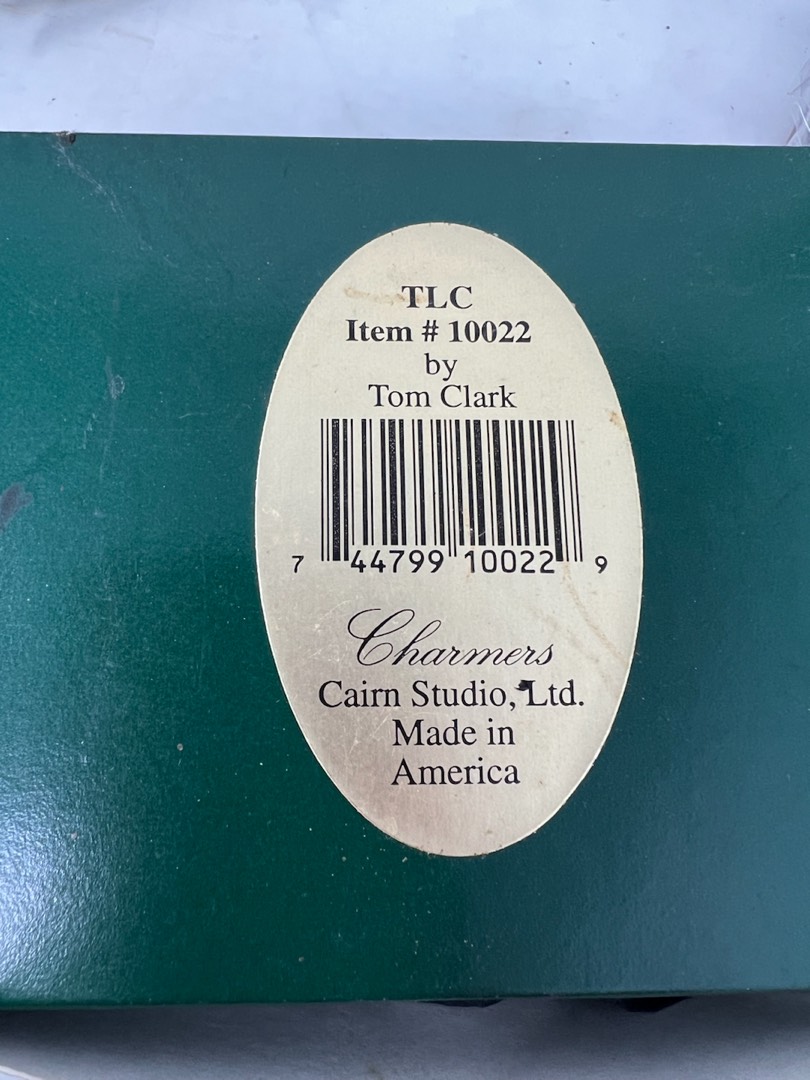 TLC
Item # 10022
by
Tom Clark
7 44799 10022 9
Charmers
Cairn Studio, Ltd.
Made in
America